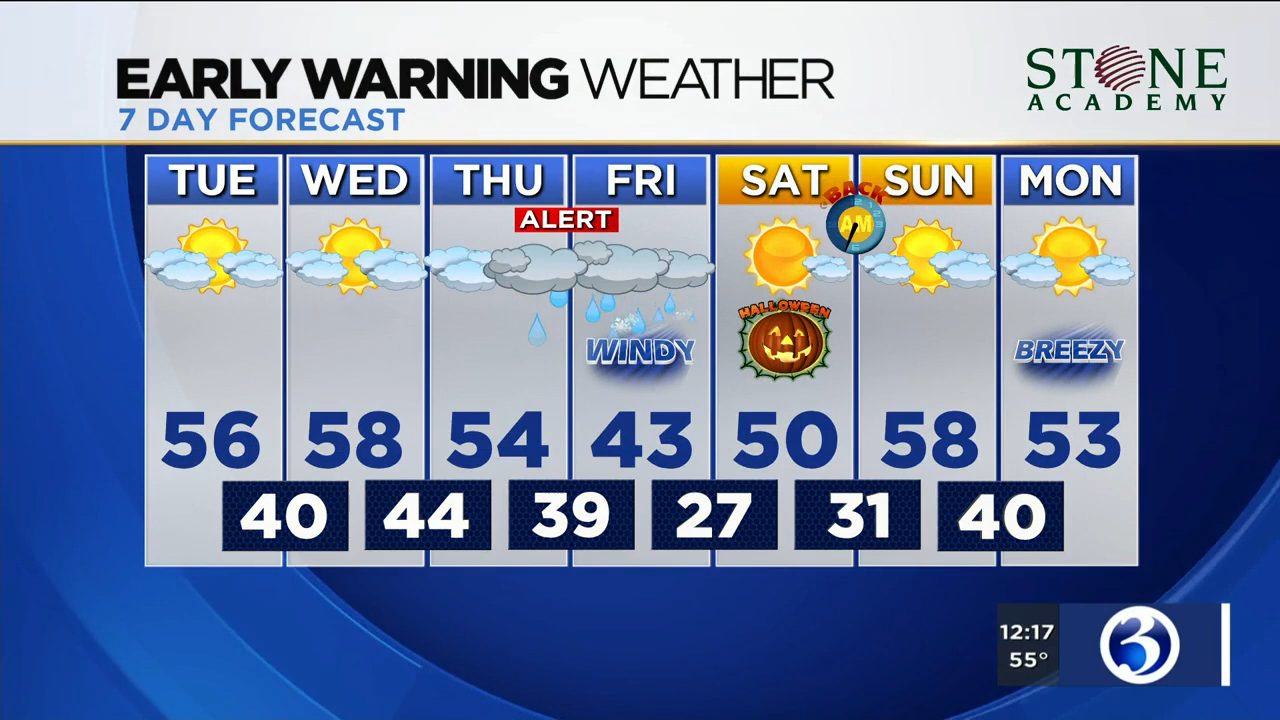 EARLY WARNING WEATHER
7 DAY FORECAST
STONE
ACADEMY
TUE WED THU FRI SAT SUN MON
BACK
ALERT
AM
HALLOWEEN
WINDY
BREEZY
56 58 54 43 50 58 53
40 44 39 27 31 40
12:17
55°
3